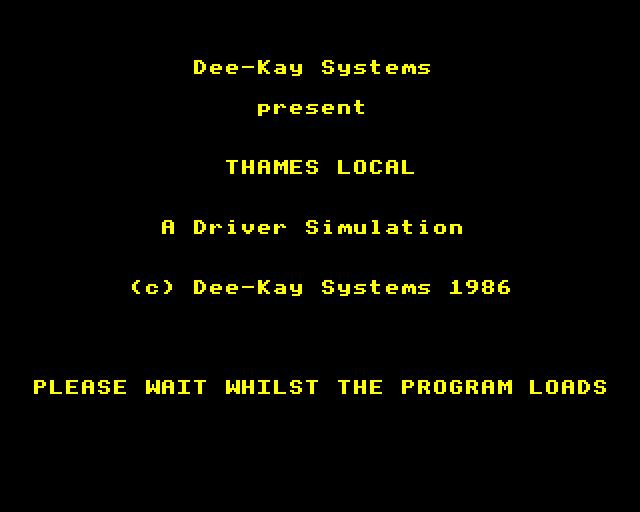 Dee-Kay Systems
present
THAMES LOCAL
A Driver Simulation
(c) Dee-Kay Systems 1986
PLEASE WAIT WHILST THE PROGRAM LOADS